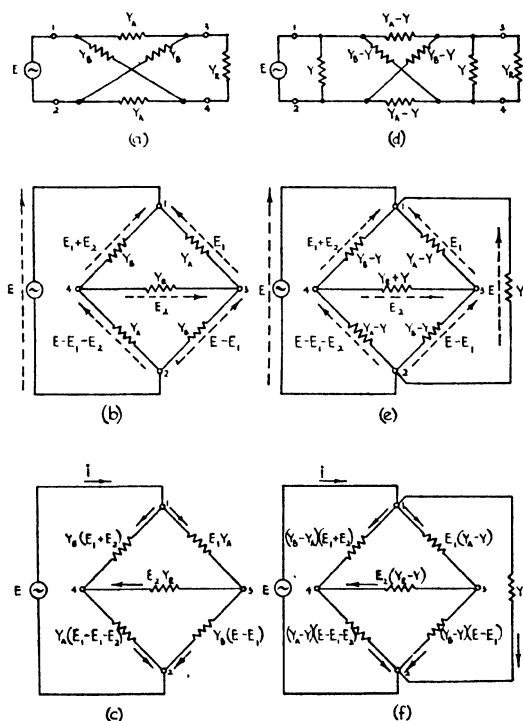 1 Y_A 3
E Y_B Y_B Y_R
2 Y_A 4
(a)
1 Y_A-Y 3
E Y Y_B-Y Y_B-Y Y Y_R
2 Y_A-Y 4
(d)
1
E_1+E_2 E_1
Y_B Y_A
E 4 Y_R 3
E_2
Y_A Y_B
E-E_1-E_2 E-E_1
2
(b)
1
E_1+E_2 E_1
Y_B-Y Y_A-Y
E 4 Y_R+Y 3 E Y
E_2
Y_A-Y Y_B-Y
E-E_1-E_2 E-E_1
2
(e)
i
1
Y_B(E_1+E_2) E_1Y_A
E 4 E_2Y_R 3
Y_A(E_1-E_1-E_2) Y_B(E-E_1)
2
(c)
i
1
(Y_B-Y_A)(E_1+E_2) E_1(Y_A-Y)
E 4 E_2(Y_R-Y) 3 Y
(Y_A-Y)(E-E_1-E_2) (Y_B-Y)(E-E_1)
2
(f)